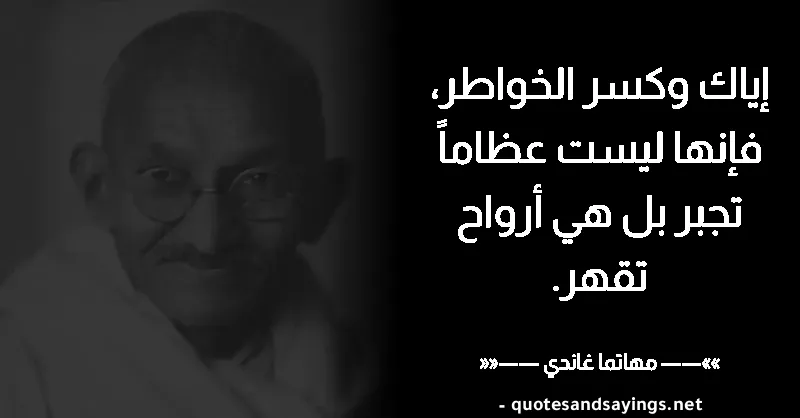 إياك وكسر الخواطر،
فإنها ليست عظاماً
تجبر بل هي أرواح
تقهر.
»»—— مهاتما غاندي ——««
- quotesandsayings.net